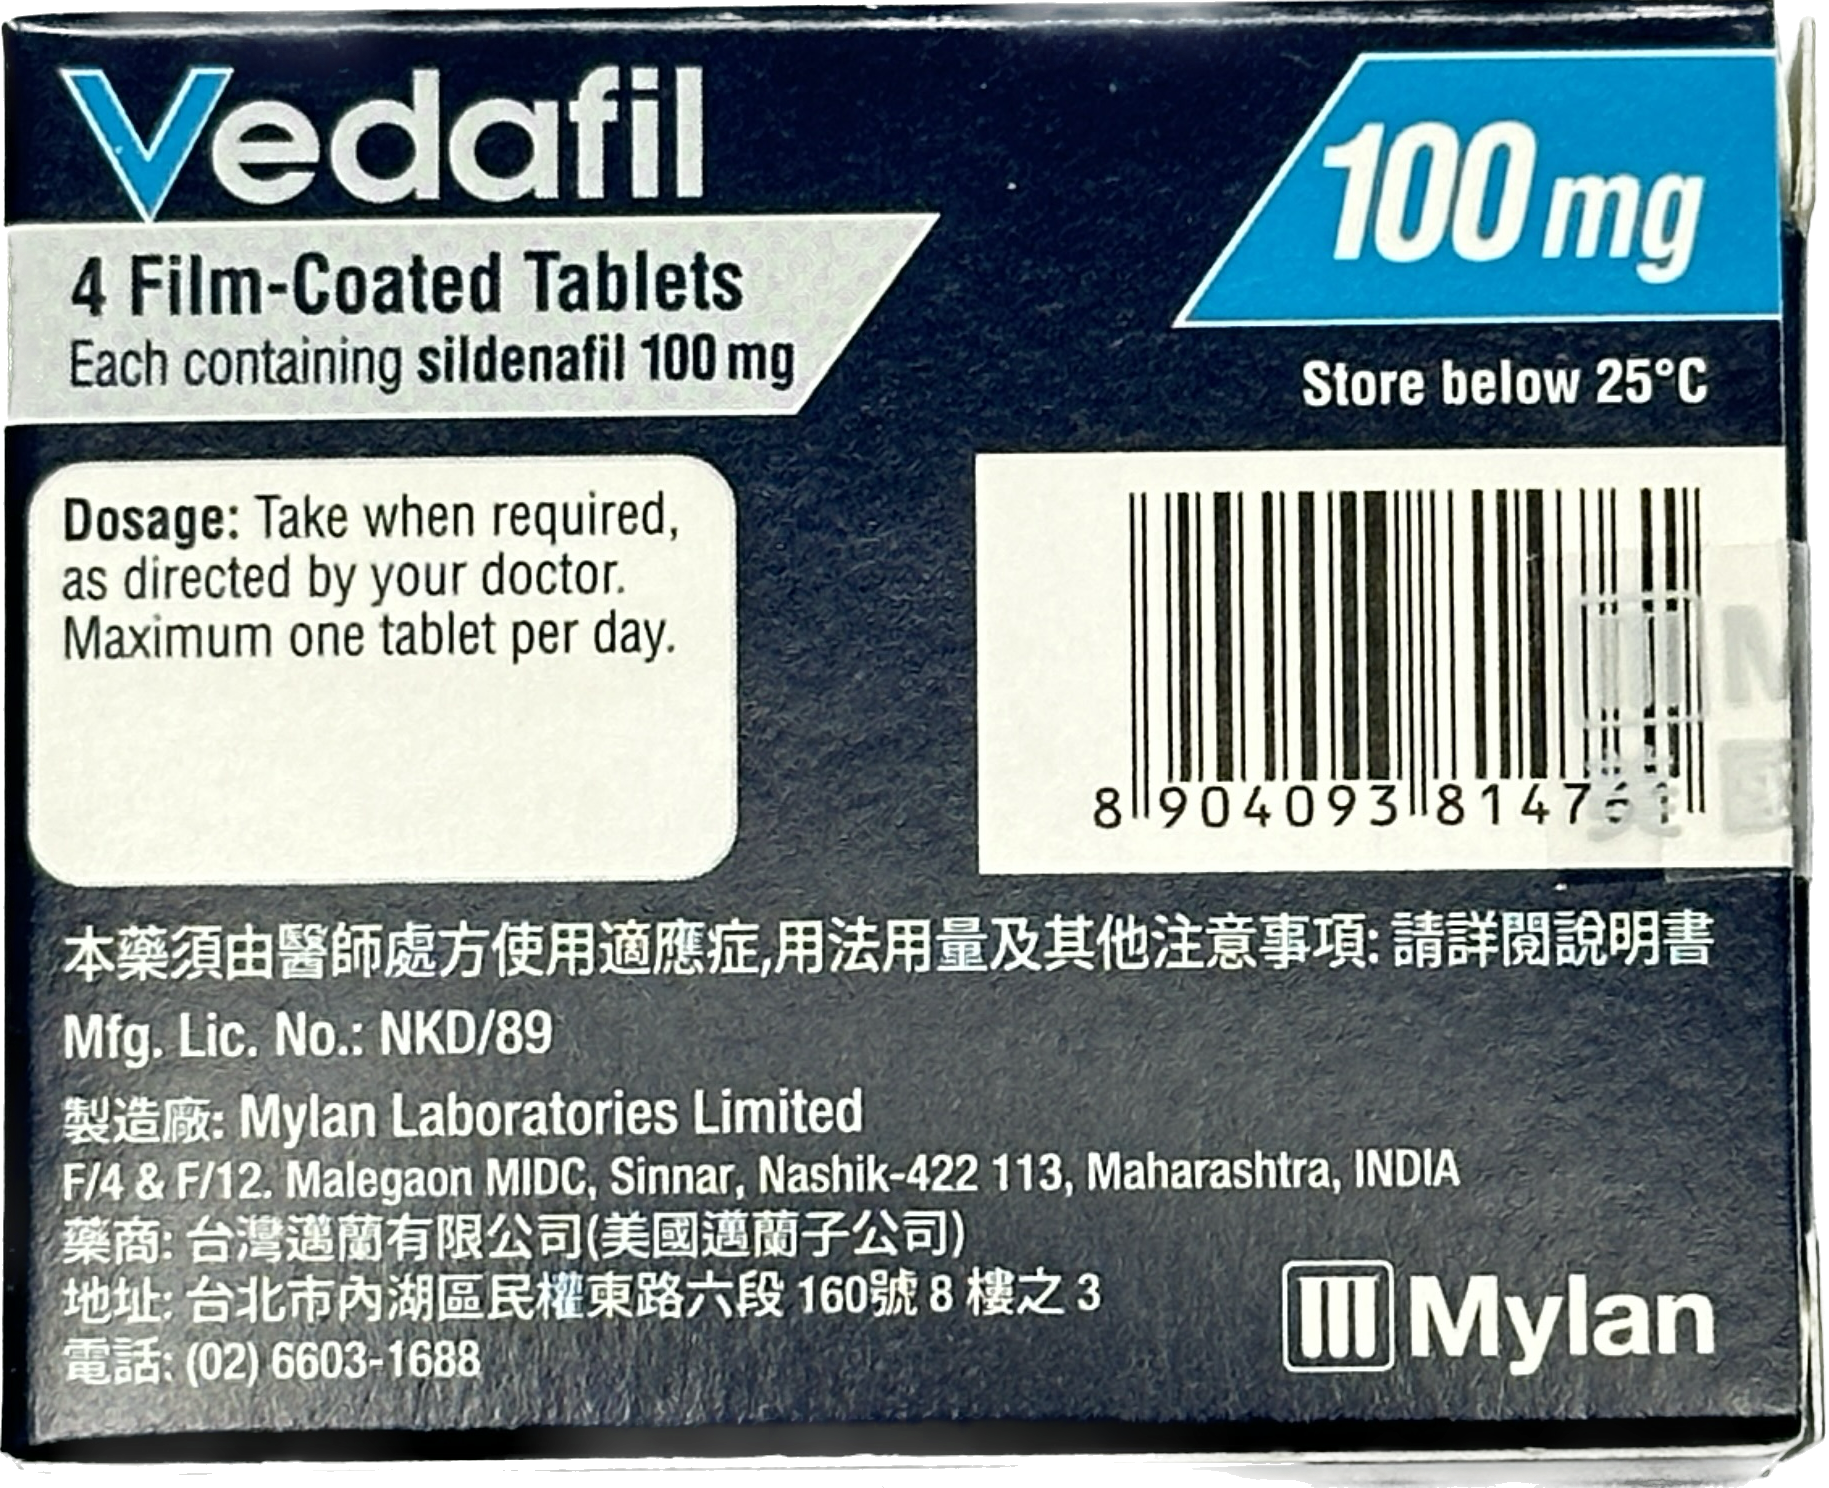 Vedafil
100 mg
4 Film-Coated Tablets
Each containing sildenafil 100 mg
Store below 25°C
Dosage: Take when required,
as directed by your doctor.
Maximum one tablet per day.
8 904093 814761
本藥須由醫師處方使用適應症,用法用量及其他注意事項: 請詳閱說明書
Mfg. Lic. No.: NKD/89
製造廠: Mylan Laboratories Limited
F/4 & F/12. Malegaon MIDC, Sinnar, Nashik-422 113, Maharashtra, INDIA
藥商: 台灣邁蘭有限公司(美國邁蘭子公司)
地址: 台北市內湖區民權東路六段 160號 8 樓之 3
電話: (02) 6603-1688
Mylan